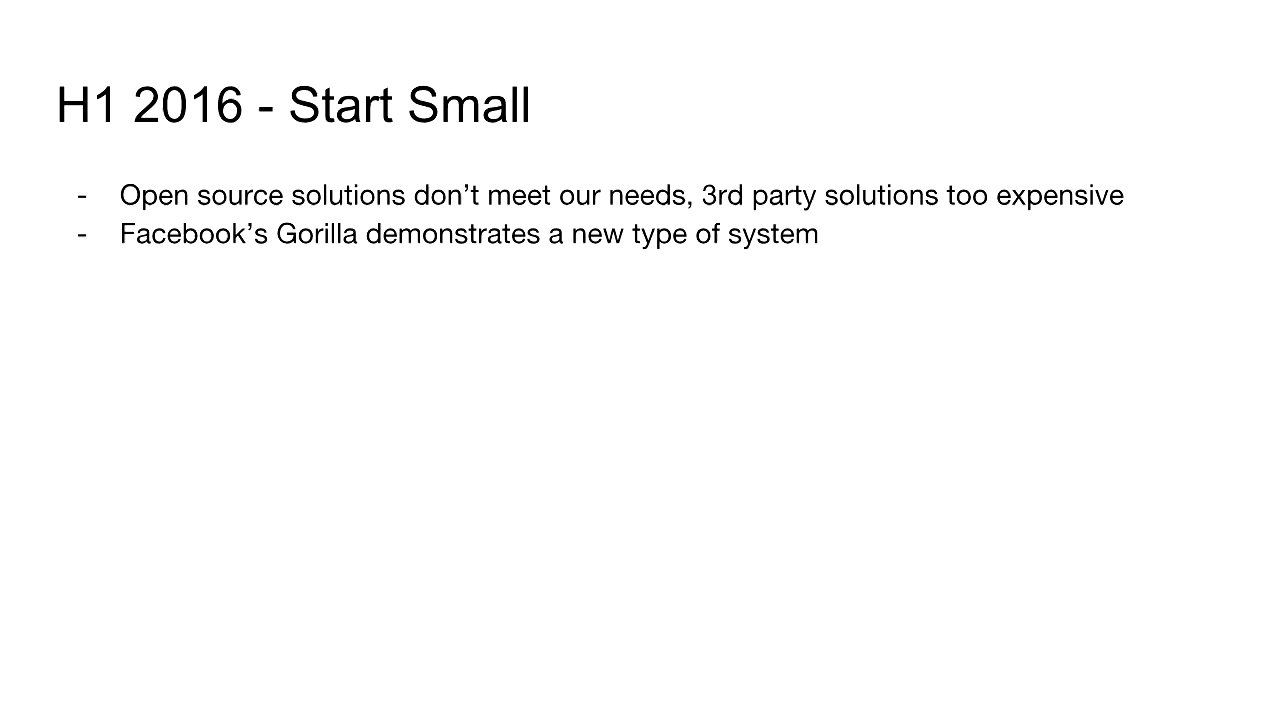 H1 2016 - Start Small
- Open source solutions don’t meet our needs, 3rd party solutions too expensive
- Facebook’s Gorilla demonstrates a new type of system